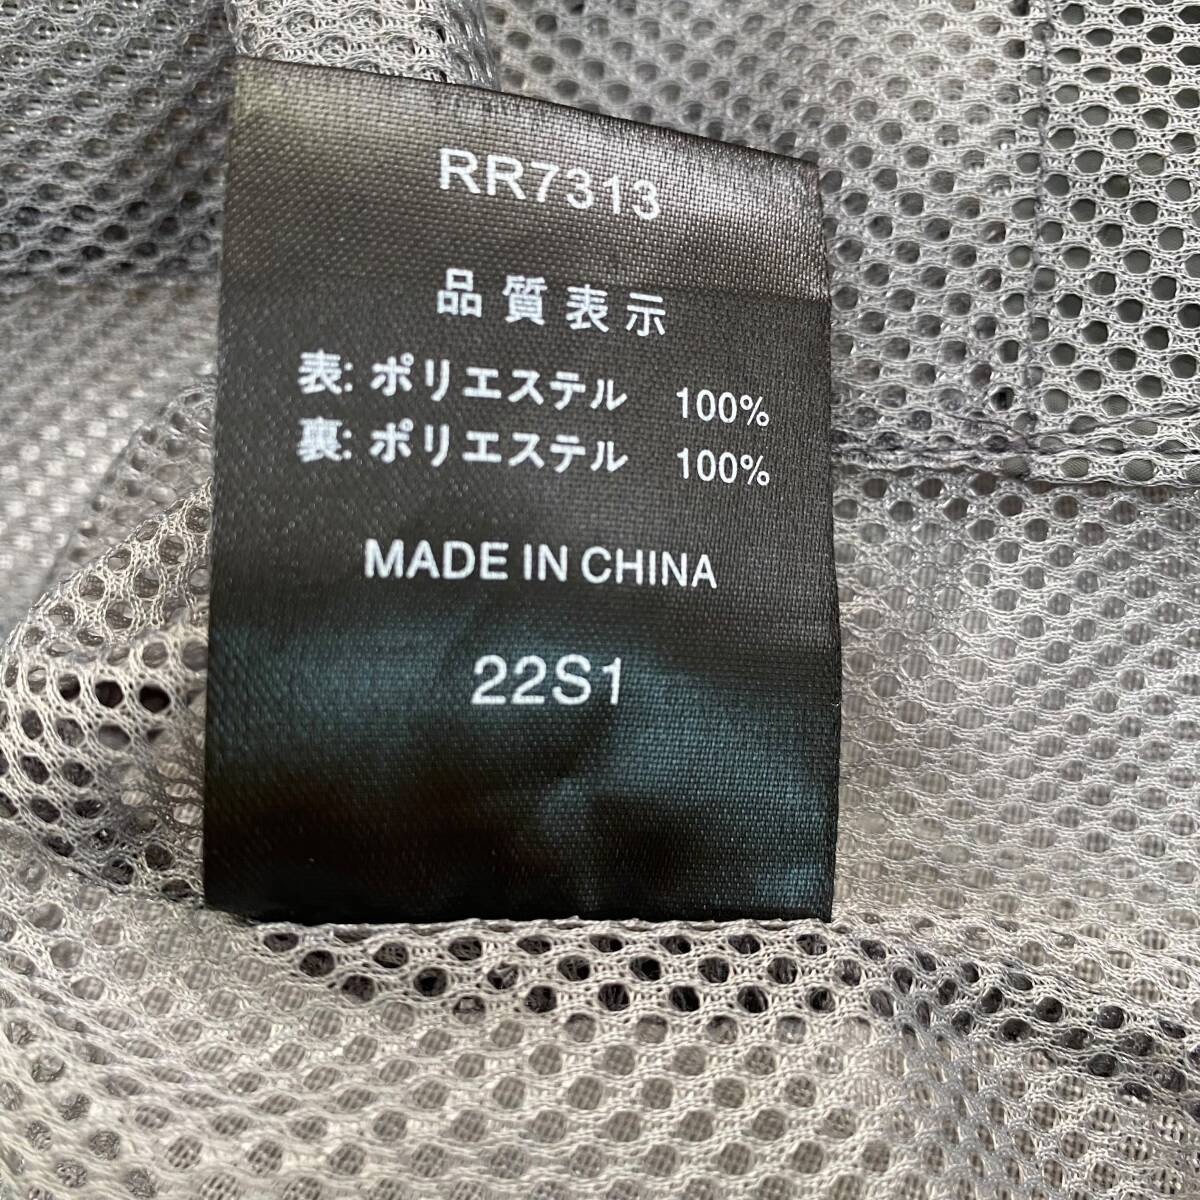 RR7313
品質表示
表: ポリエステル 100%
裏: ポリエステル 100%
MADE IN CHINA
22S1